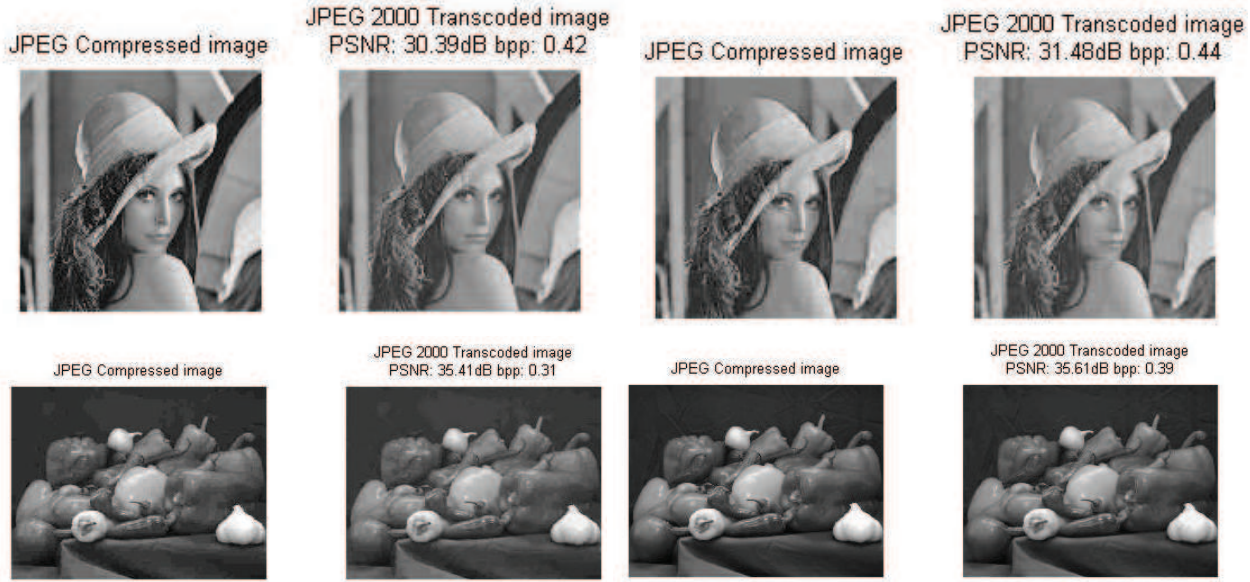 JPEG Compressed image
JPEG 2000 Transcoded image
PSNR: 30.39dB bpp: 0.42
JPEG Compressed image
JPEG 2000 Transcoded image
PSNR: 31.48dB bpp: 0.44
JPEG Compressed image
JPEG 2000 Transcoded image
PSNR: 35.41dB bpp: 0.31
JPEG Compressed image
JPEG 2000 Transcoded image
PSNR: 35.61dB bpp: 0.39